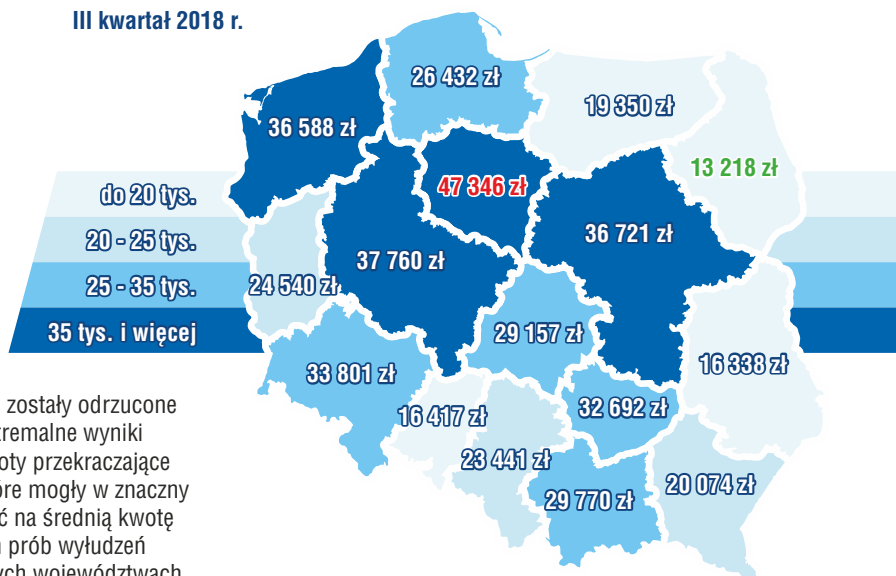 III kwartał 2018 r.
26 432 zł
19 350 zł
36 588 zł
13 218 zł
47 346 zł
do 20 tys.
20 - 25 tys.
36 721 zł
37 760 zł
25 - 35 tys.
24 540 zł
35 tys. i więcej
29 157 zł
16 338 zł
33 801 zł
32 692 zł
16 417 zł
23 441 zł
20 074 zł
29 770 zł
zostały odrzucone
tremalne wyniki
oty przekraczające
óre mogły w znaczny
ć na średnią kwotę
prób wyłudzeń
ych województwach